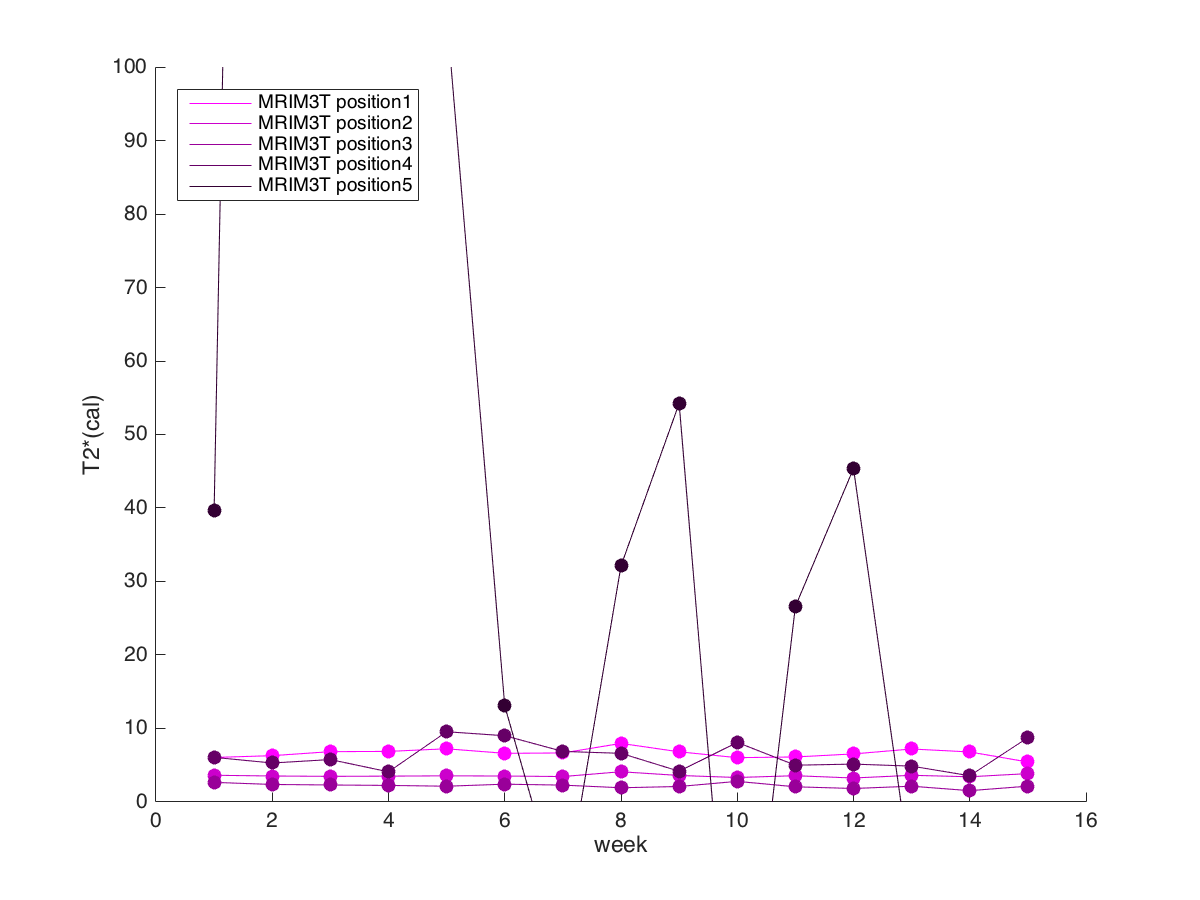 100
90
80
70
60
50
40
30
20
10
0
T2*(cal)
MRIM3T position1
MRIM3T position2
MRIM3T position3
MRIM3T position4
MRIM3T position5
0 2 4 6 8 10 12 14 16
week